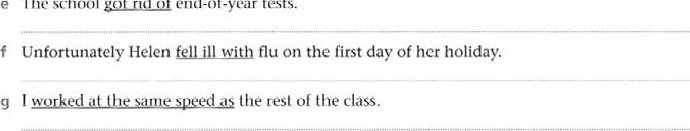 e The school got rid of end-of-year tests.
f Unfortunately Helen fell ill with flu on the first day of her holiday.
g I worked at the same speed as the rest of the class.